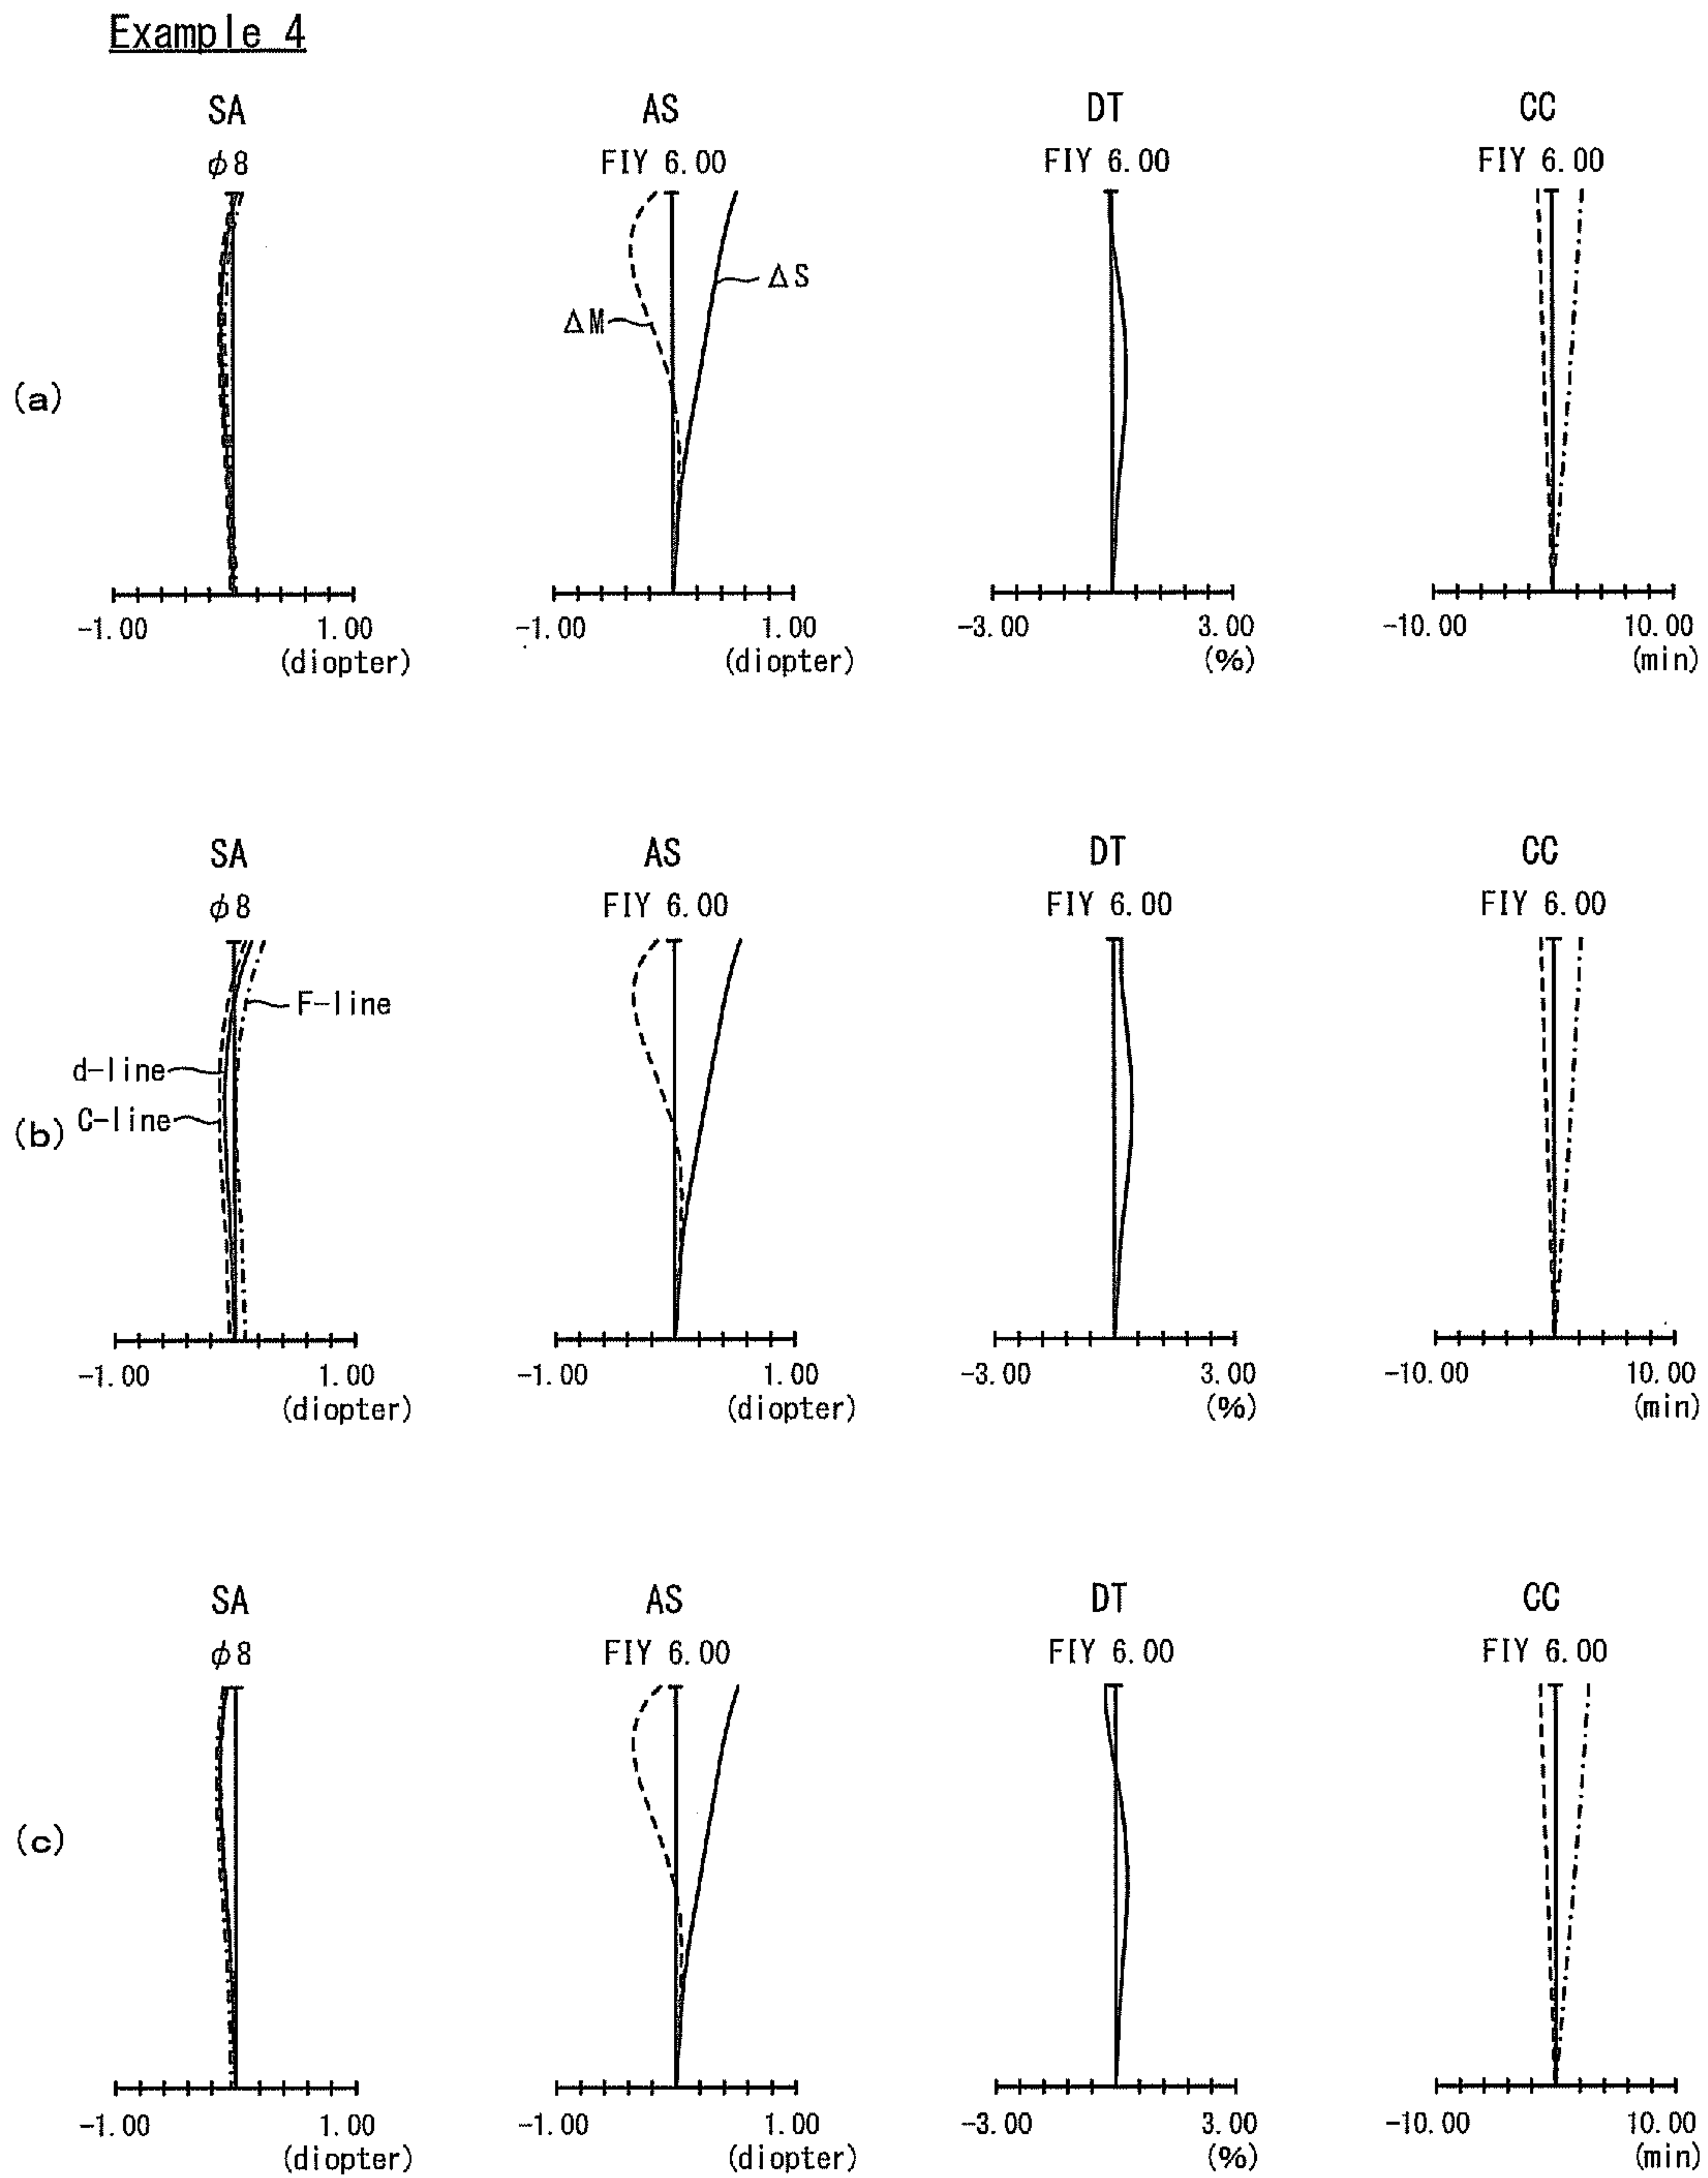 Example 4
SA AS DT CC
φ8 FIY 6.00 FIY 6.00 FIY 6.00
ΔM ΔS
(a)
-1.00 1.00 -1.00 1.00 -3.00 3.00 -10.00 10.00
(diopter) (diopter) (%) (min)
SA AS DT CC
φ8 FIY 6.00 FIY 6.00 FIY 6.00
F-line
d-line
C-line
(b)
-1.00 1.00 -1.00 1.00 -3.00 3.00 -10.00 10.00
(diopter) (diopter) (%) (min)
SA AS DT CC
φ8 FIY 6.00 FIY 6.00 FIY 6.00
(c)
-1.00 1.00 -1.00 1.00 -3.00 3.00 -10.00 10.00
(diopter) (diopter) (%) (min)